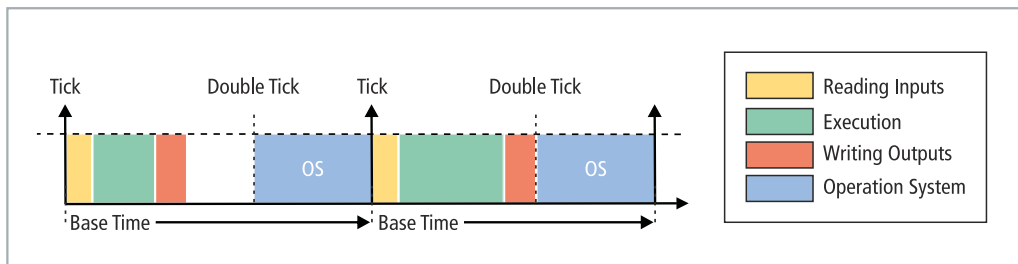 Tick
Double Tick
Tick
Double Tick
OS
OS
Base Time
Base Time
Reading Inputs
Execution
Writing Outputs
Operation System